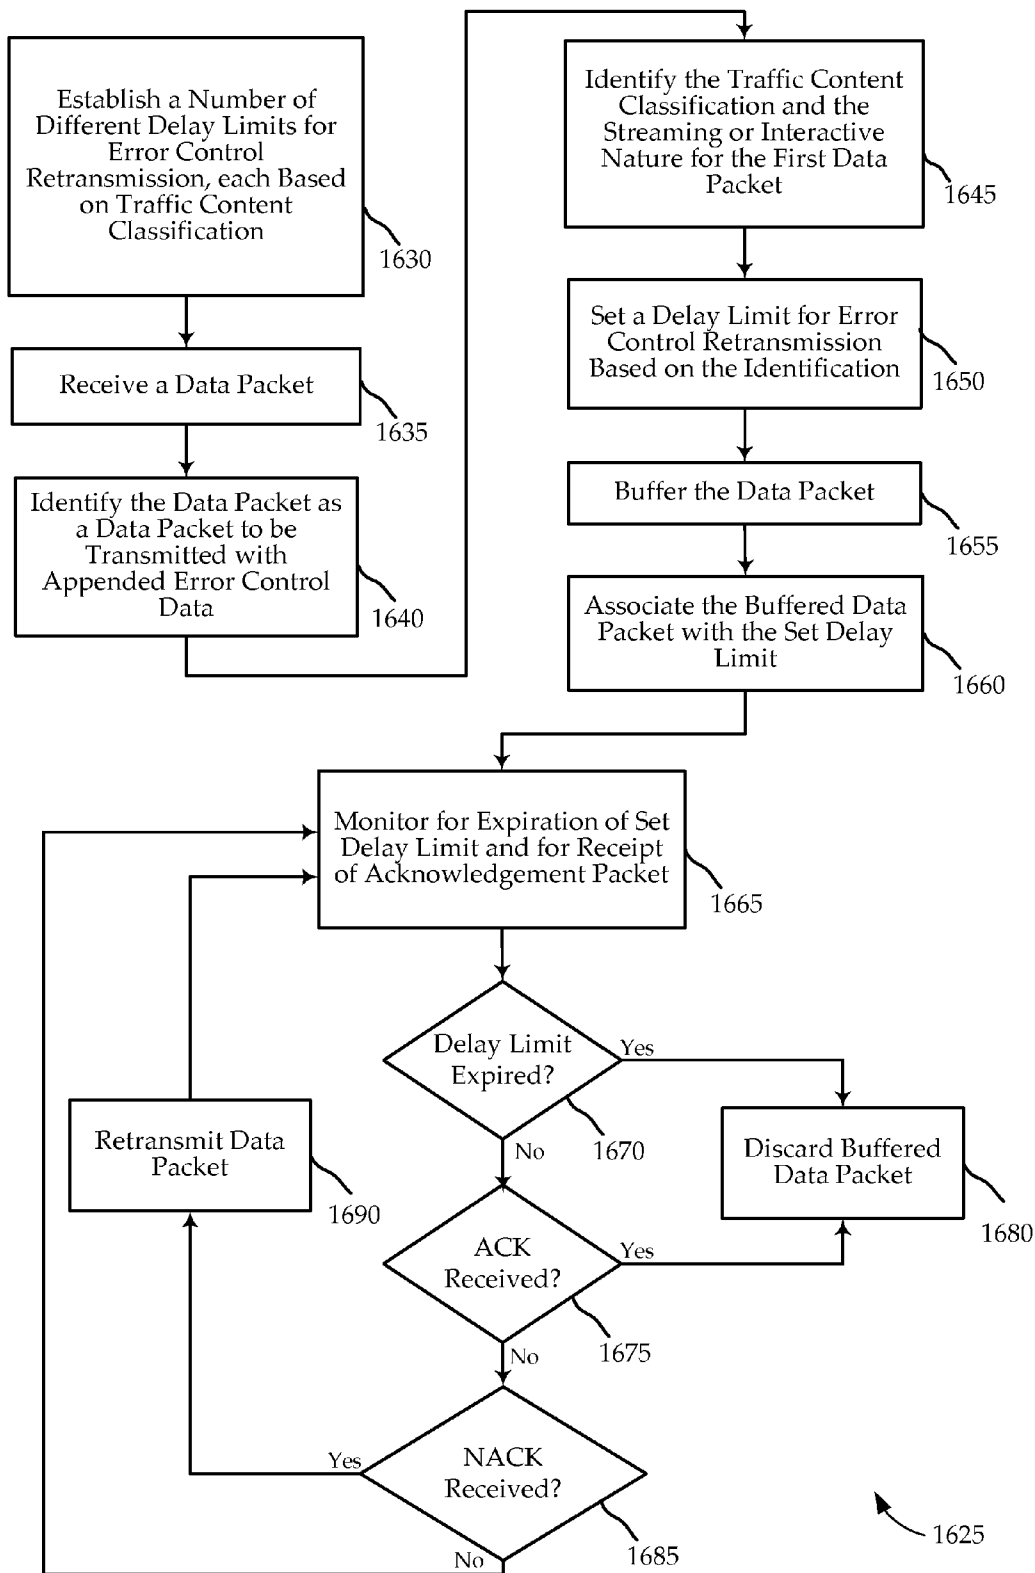 Establish a Number of
Different Delay Limits for
Error Control
Retransmission, each Based
on Traffic Content
Classification
1630
Receive a Data Packet
1635
Identify the Data Packet as
a Data Packet to be
Transmitted with
Appended Error Control
Data
1640
Identify the Traffic Content
Classification and the
Streaming or Interactive
Nature for the First Data
Packet
1645
Set a Delay Limit for Error
Control Retransmission
Based on the Identification
1650
Buffer the Data Packet
1655
Associate the Buffered Data
Packet with the Set Delay
Limit
1660
Monitor for Expiration of Set
Delay Limit and for Receipt
of Acknowledgement Packet
1665
Delay Limit
Expired?
Yes
No
1670
Retransmit Data
Packet
1690
Discard Buffered
Data Packet
1680
ACK
Received?
Yes
No
1675
NACK
Received?
Yes
No
1685
1625